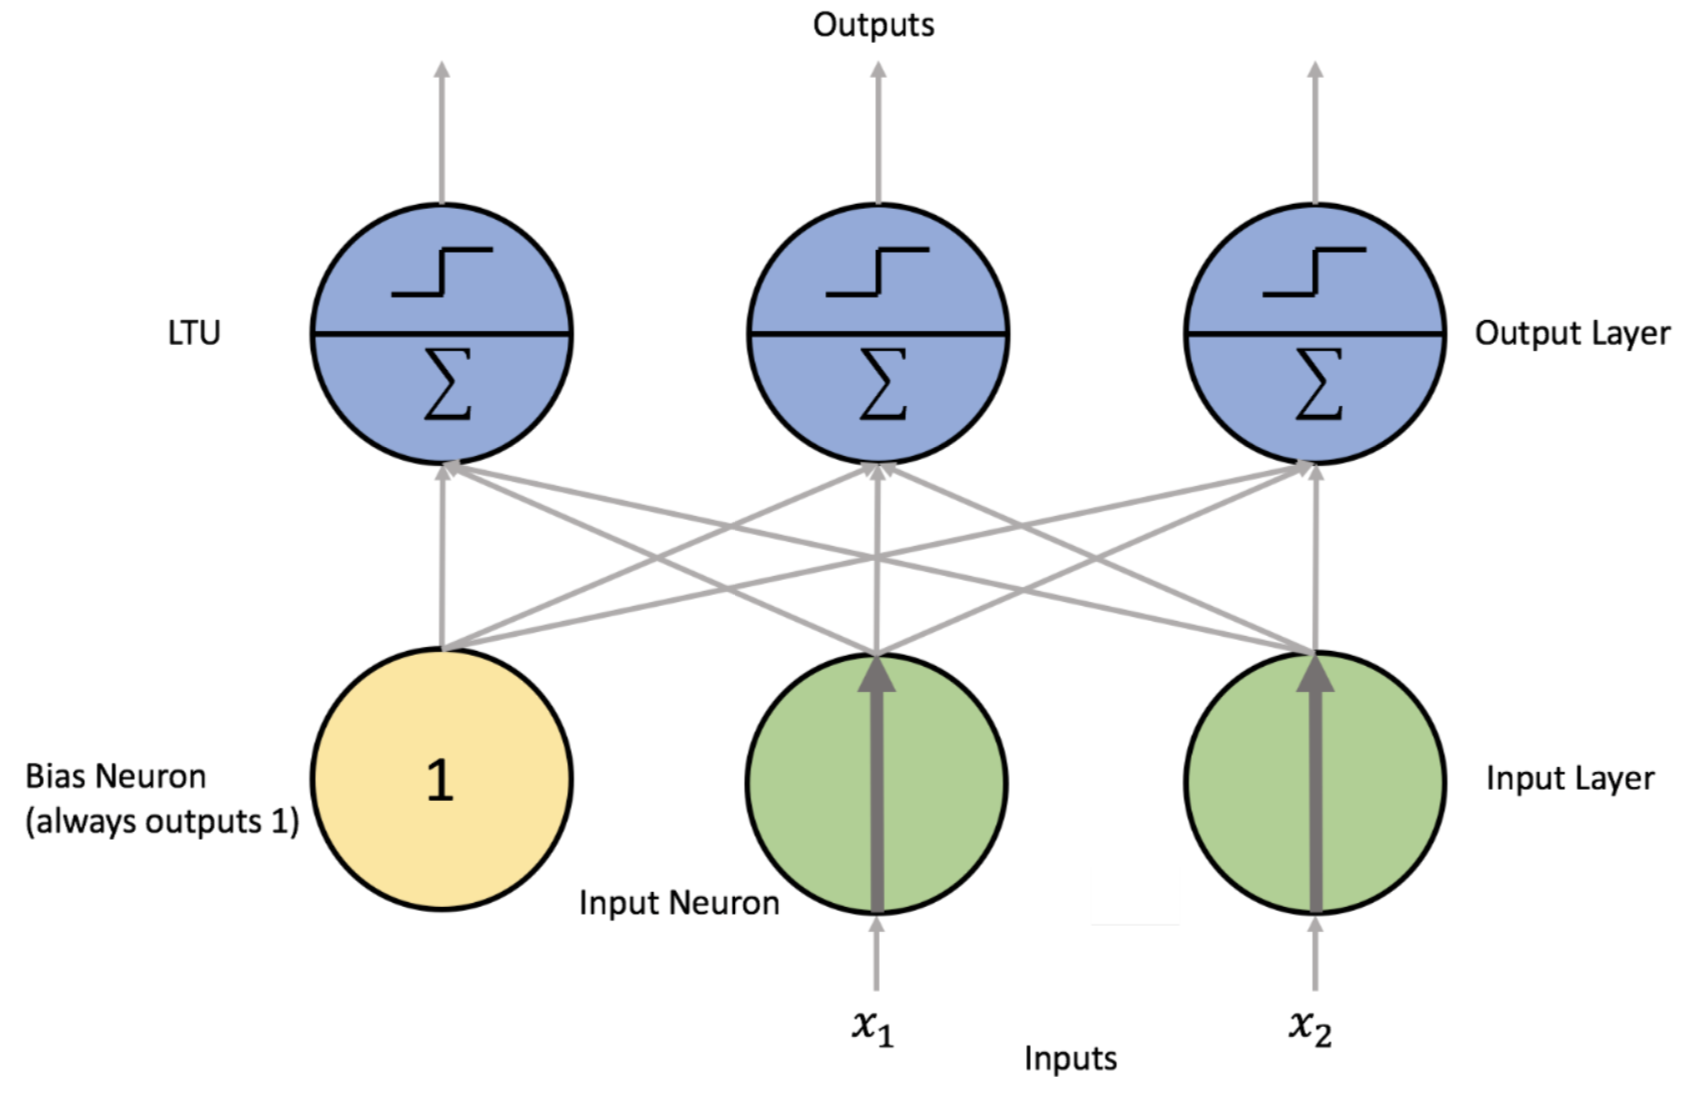 Outputs
LTU
∑
∑
∑
Output Layer
Bias Neuron
(always outputs 1)
1
Input Layer
Input Neuron
x₁
x₂
Inputs